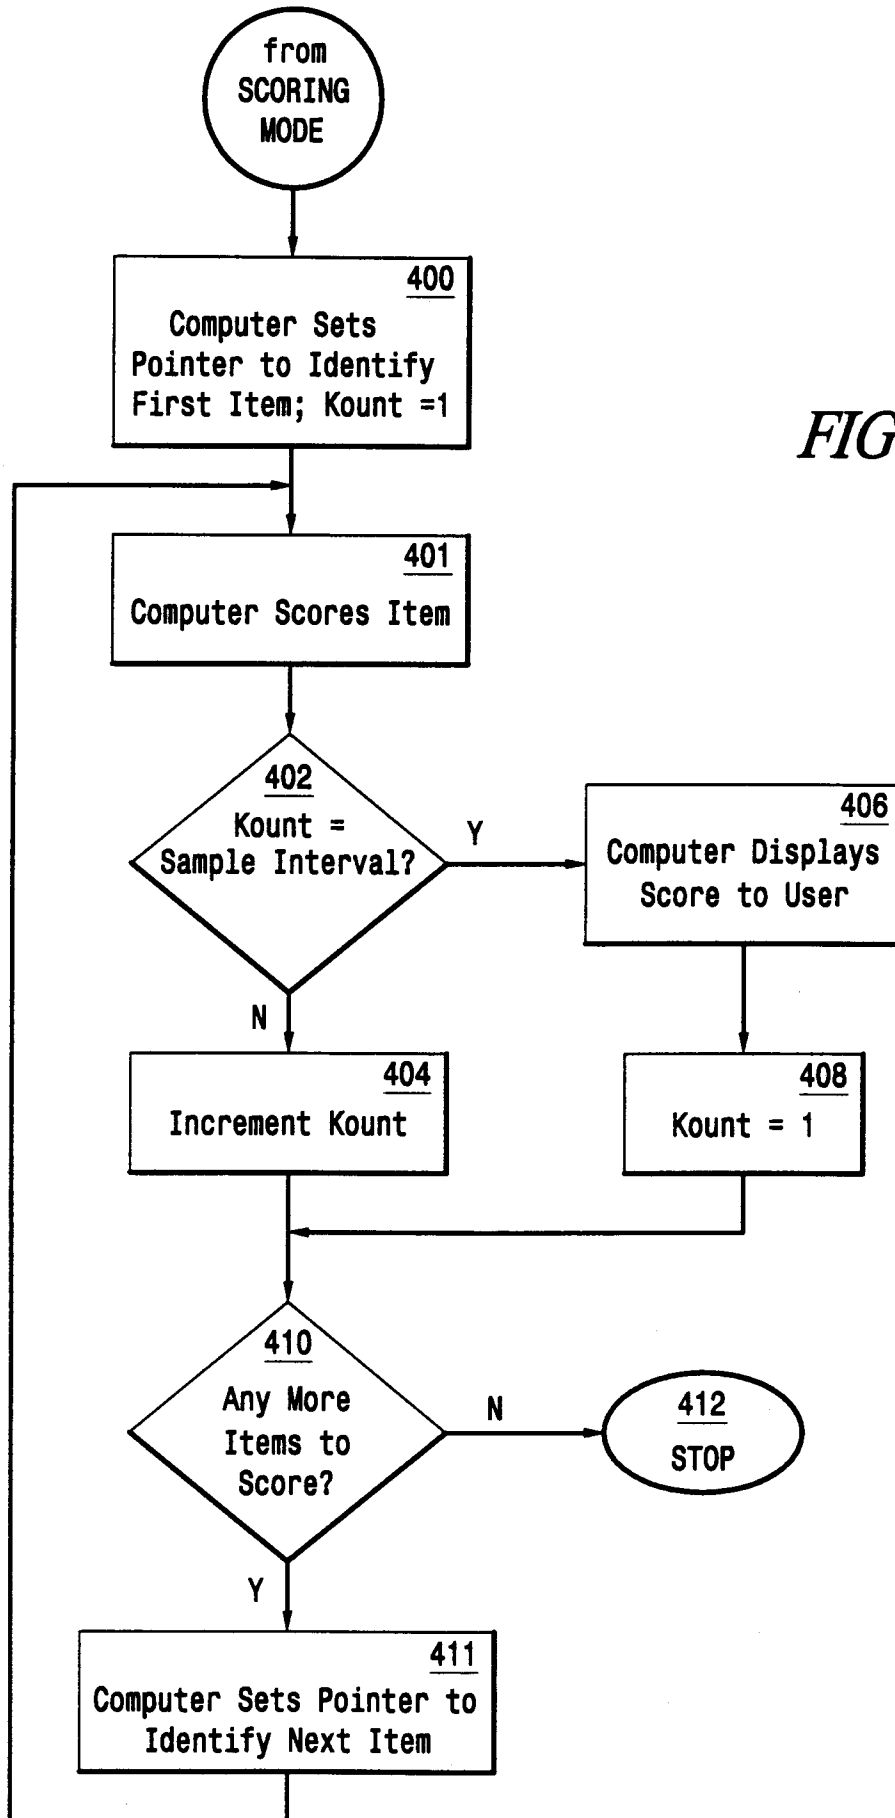 from
SCORING
MODE
400
Computer Sets
Pointer to Identify
First Item; Kount =1
FIG
401
Computer Scores Item
402
Kount =
Sample Interval?
Y
406
Computer Displays
Score to User
N
404
Increment Kount
408
Kount = 1
410
Any More
Items to
Score?
N
412
STOP
Y
411
Computer Sets Pointer to
Identify Next Item